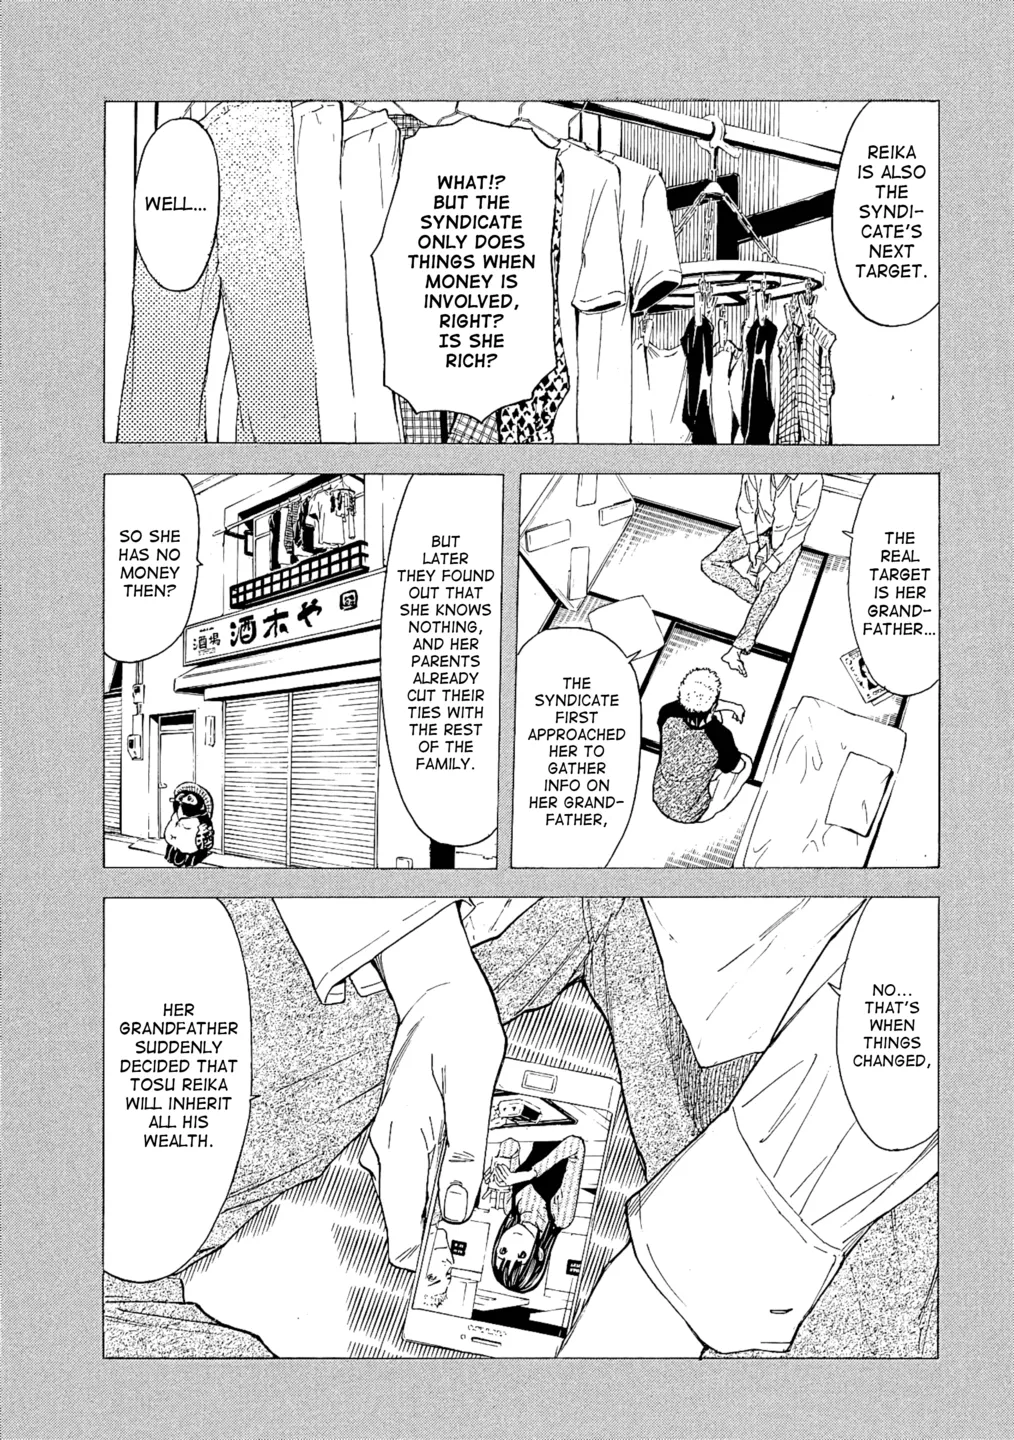 REIKA
IS ALSO
THE
SYNDI-
CATE'S
NEXT
TARGET.
WHAT!?
BUT THE
SYNDICATE
ONLY DOES
THINGS WHEN
MONEY IS
INVOLVED,
RIGHT?
IS SHE
RICH?
WELL...
THE
REAL
TARGET
IS HER
GRAND-
FATHER...
THE
SYNDICATE
FIRST
APPROACHED
HER TO
GATHER
INFO ON
HER GRAND-
FATHER,
BUT
LATER
THEY FOUND
OUT THAT
SHE KNOWS
NOTHING,
AND HER
PARENTS
ALREADY
CUT THEIR
TIES WITH
THE REST
OF THE
FAMILY.
SO SHE
HAS NO
MONEY
THEN?
酒場
NO...
THAT'S
WHEN
THINGS
CHANGED,
HER
GRANDFATHER
SUDDENLY
DECIDED THAT
TOSU REIKA
WILL INHERIT
ALL HIS
WEALTH.